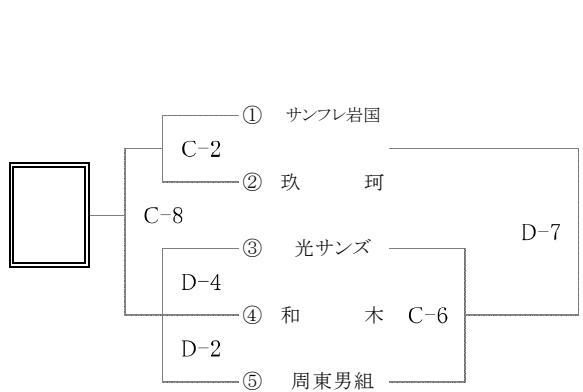 ① サンフレ岩国
C-2
② 玖 珂
C-8
D-7
③ 光サンズ
D-4
④ 和 木 C-6
D-2
⑤ 周東男組